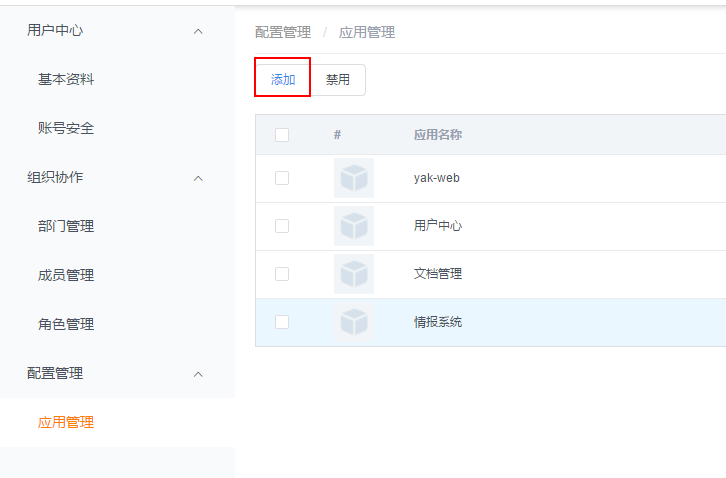 用户中心
基本资料
账号安全
组织协作
部门管理
成员管理
角色管理
配置管理
应用管理
配置管理 / 应用管理
添加 禁用
# 应用名称
yak-web
用户中心
文档管理
情报系统